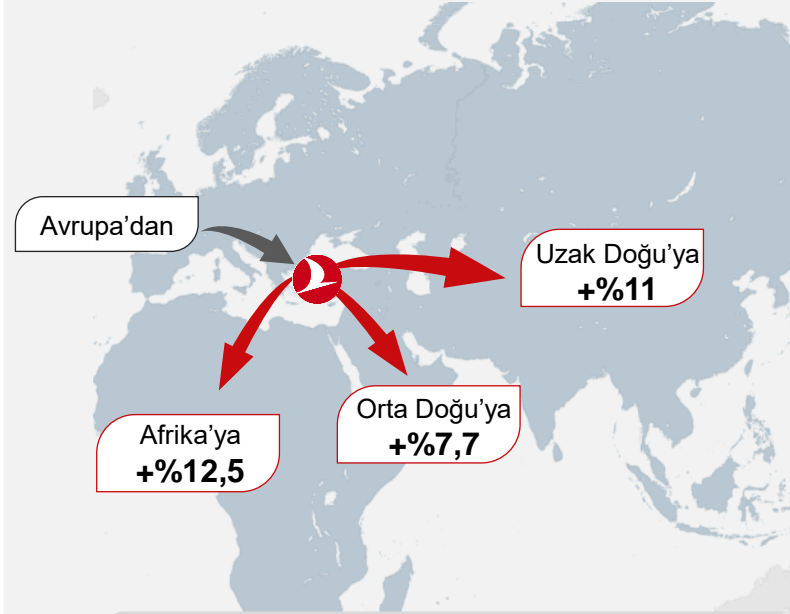 Avrupa’dan
Uzak Doğu’ya
+%11
Orta Doğu’ya
+%7,7
Afrika’ya
+%12,5